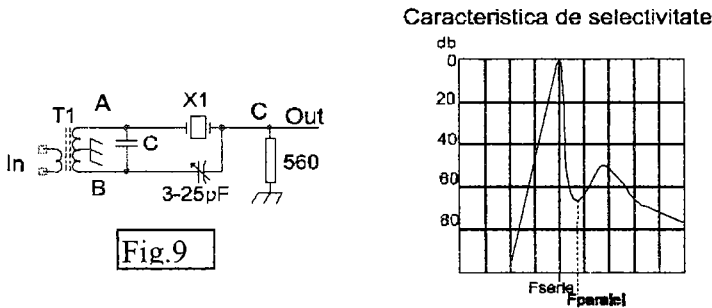 Caracteristica de selectivitate
db
0
20
40
60
80
Fserie
Fparalel
T1
A
X1
C
Out
C
In
560
B
3-25pF
Fig.9